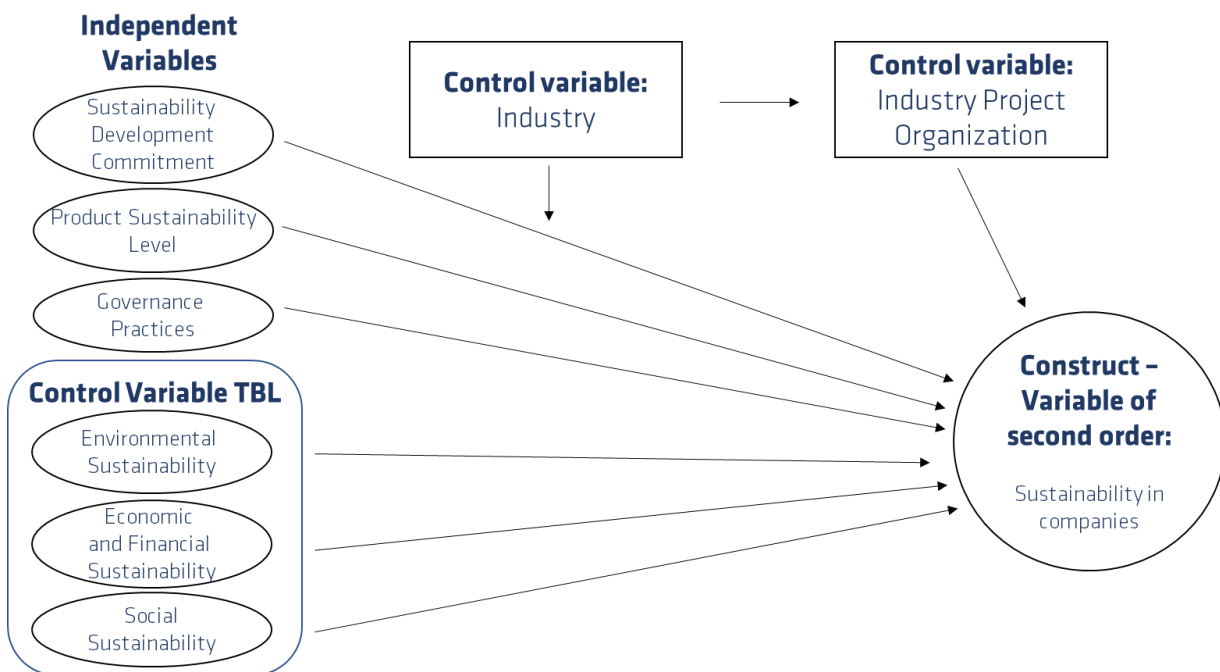 Independent
Variables
Sustainability
Development
Commitment
Product Sustainability
Level
Governance
Practices
Control Variable TBL
Environmental
Sustainability
Economic
and Financial
Sustainability
Social
Sustainability
Control variable:
Industry
Control variable:
Industry Project
Organization
Construct –
Variable of
second order:
Sustainability in
companies